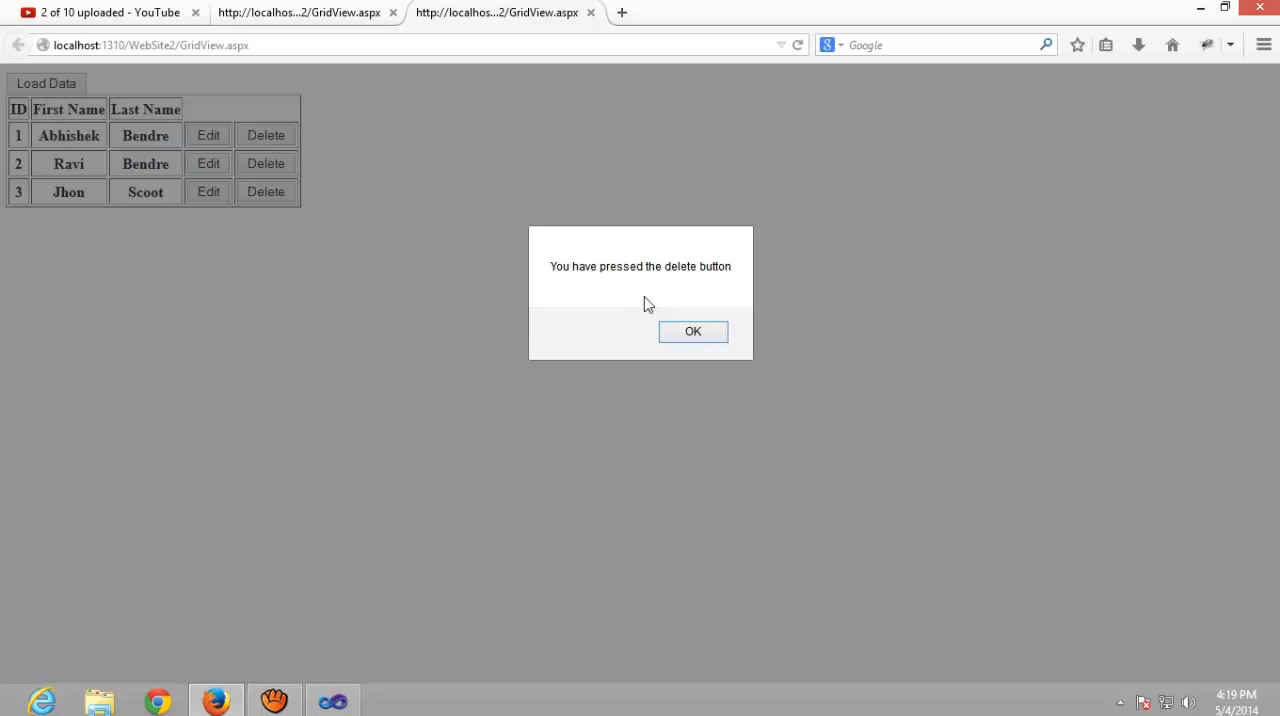 2 of 10 uploaded - YouTube
http://localhos...2/GridView.aspx
http://localhos...2/GridView.aspx
localhost:1310/WebSite2/GridView.aspx
8 Google
Load Data
ID First Name Last Name
1 Abhishek Bendre Edit Delete
2 Ravi Bendre Edit Delete
3 Jhon Scoot Edit Delete
You have pressed the delete button
OK
4:19 PM
5/4/2014